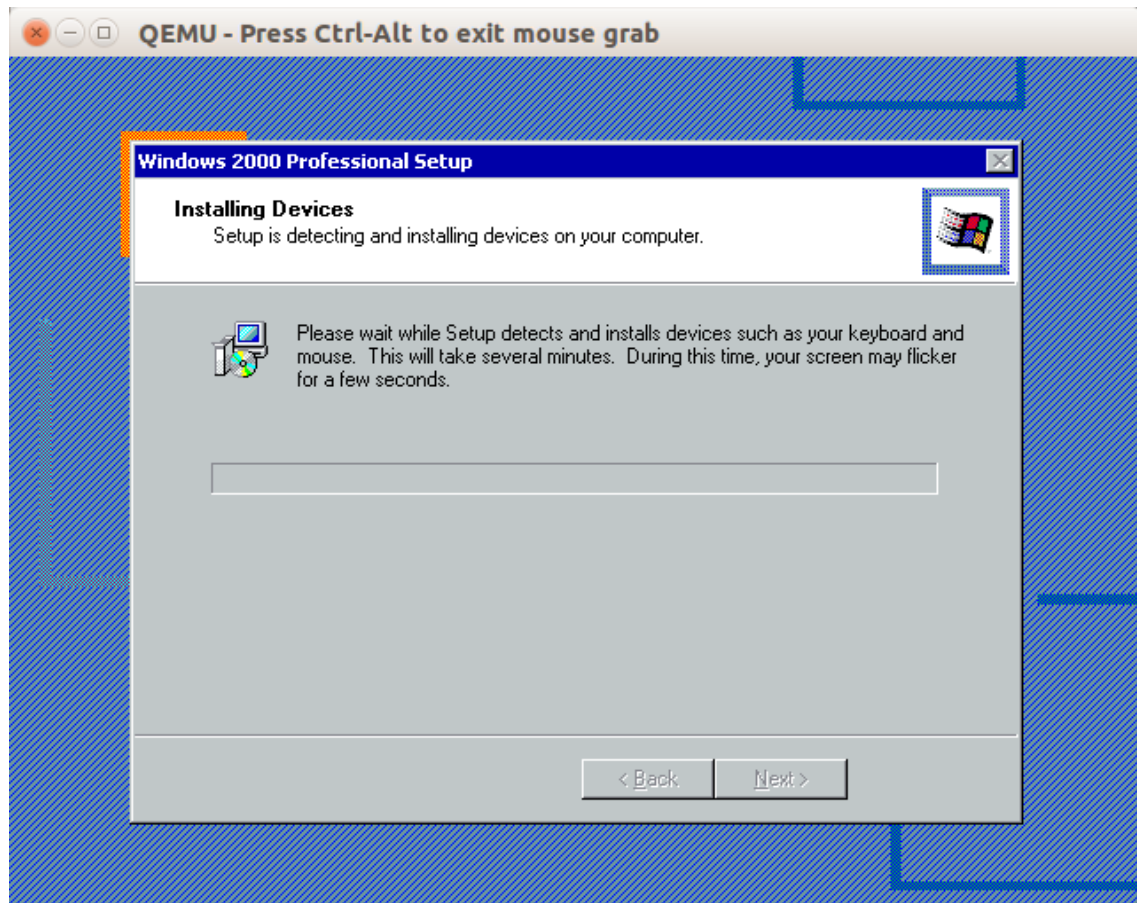 QEMU - Press Ctrl-Alt to exit mouse grab
Windows 2000 Professional Setup
Installing Devices
Setup is detecting and installing devices on your computer.
Please wait while Setup detects and installs devices such as your keyboard and
mouse. This will take several minutes. During this time, your screen may flicker
for a few seconds.
< Back
Next >